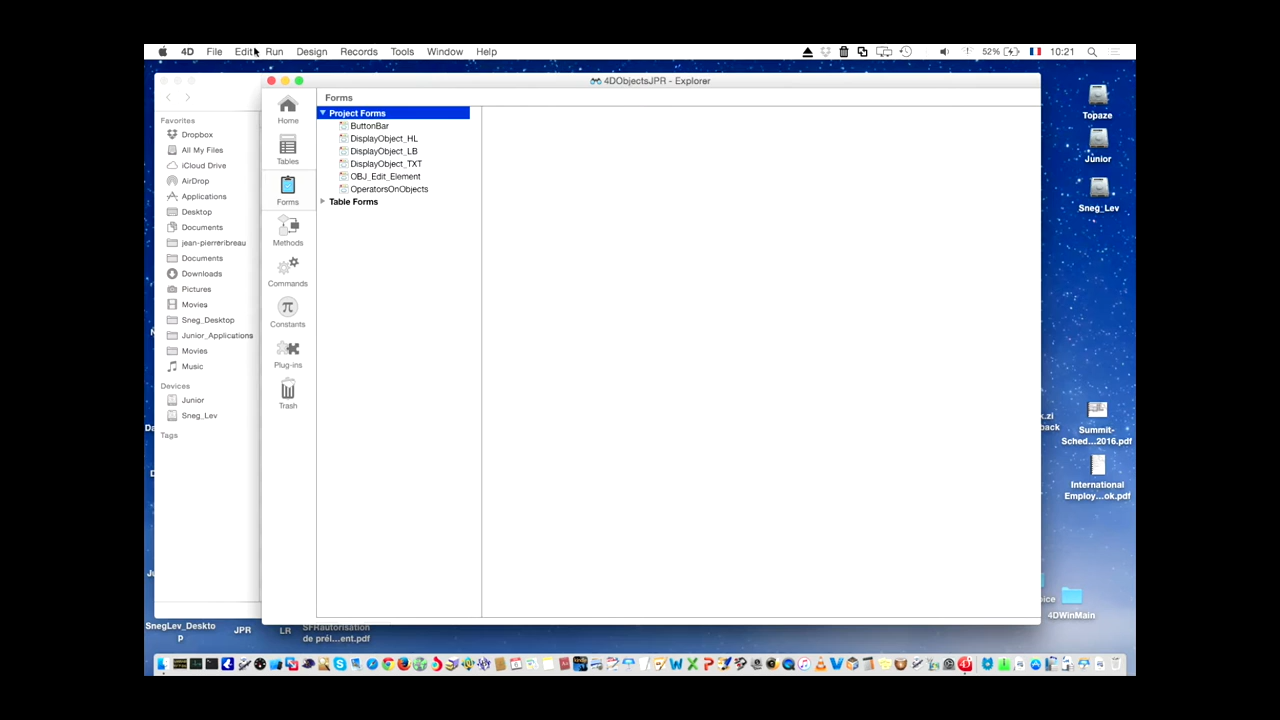 4D File Edit Run Design Records Tools Window Help 52% 10:21
4DObjectsJPR - Explorer
Favorites
Dropbox
All My Files
iCloud Drive
AirDrop
Applications
Desktop
Documents
jean-pierreribreau
Documents
Downloads
Pictures
Movies
Sneg_Desktop
Junior_Applications
Movies
Music
Devices
Junior
Sneg_Lev
Tags
Home
Tables
Forms
Methods
Commands
Constants
Plug-ins
Trash
Forms
Project Forms
ButtonBar
DisplayObject_HL
DisplayObject_LB
DisplayObject_TXT
OBJ_Edit_Element
OperatorsOnObjects
Table Forms
Topaze
Junior
Sneg_Lev
k.zi
back
Summit-
Sched...2016.pdf
International
Employ...ok.pdf
oice
4DWinMain
SnegLev_Deskto
p
JPR
LR
SFRautorisation
de prél...ent.pdf